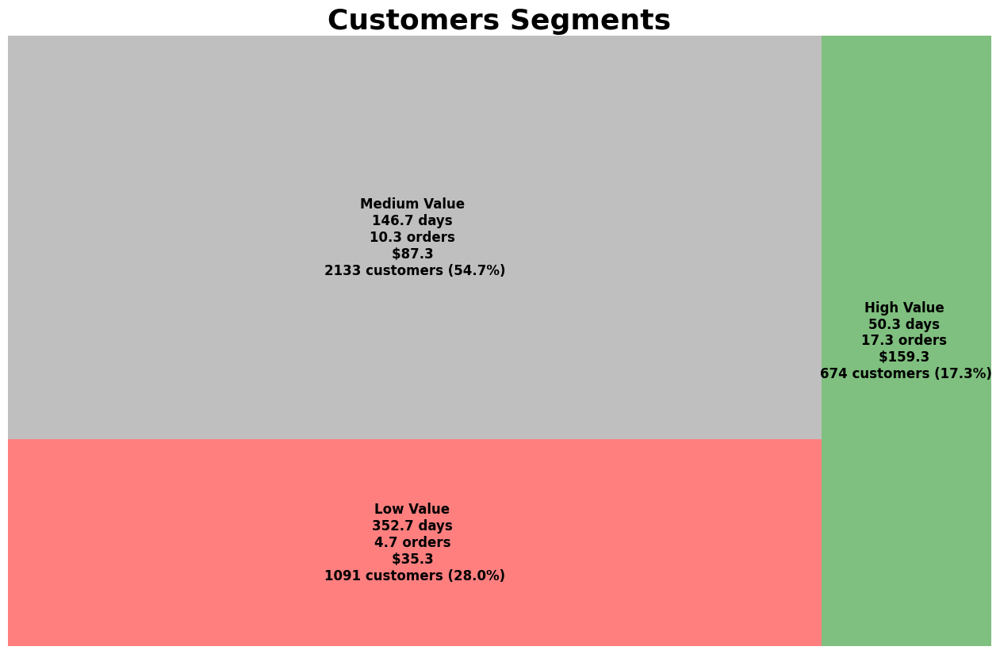 Customers Segments
Medium Value
146.7 days
10.3 orders
$87.3
2133 customers (54.7%)
High Value
50.3 days
17.3 orders
$159.3
674 customers (17.3%)
Low Value
352.7 days
4.7 orders
$35.3
1091 customers (28.0%)